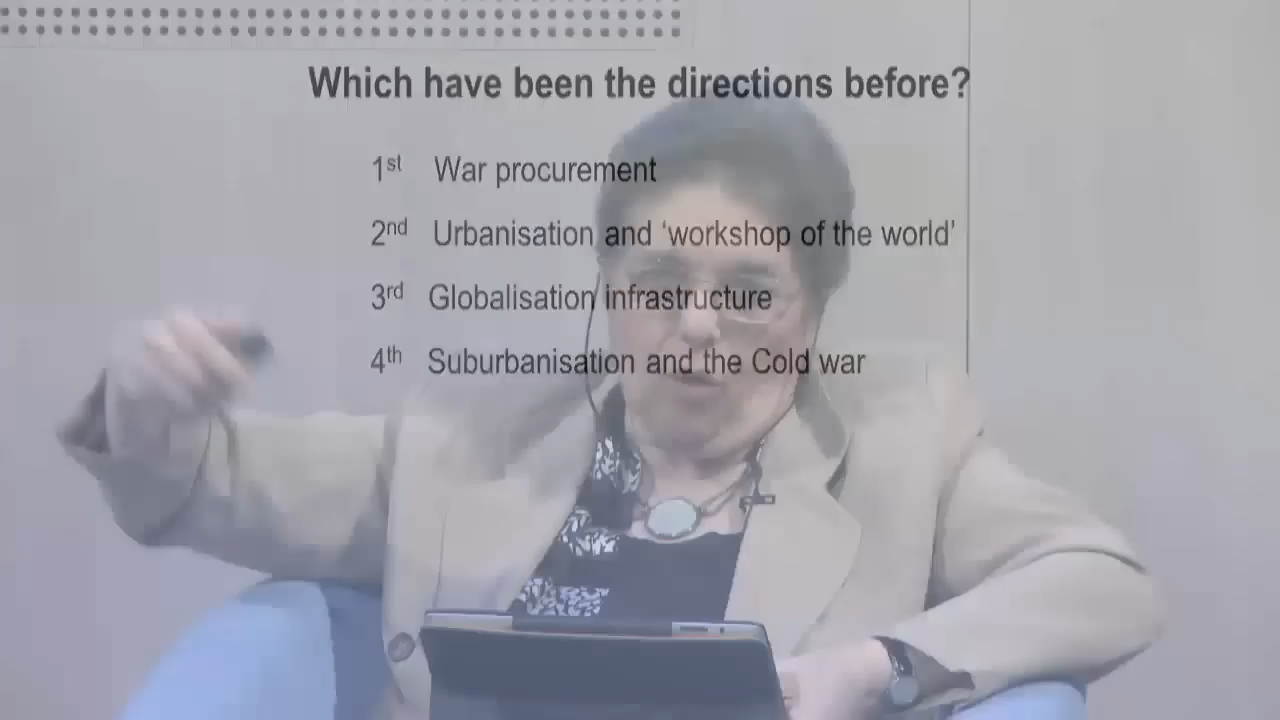 Which have been the directions before?
1st War procurement
2nd Urbanisation and ‘workshop of the world’
3rd Globalisation infrastructure
4th Suburbanisation and the Cold war